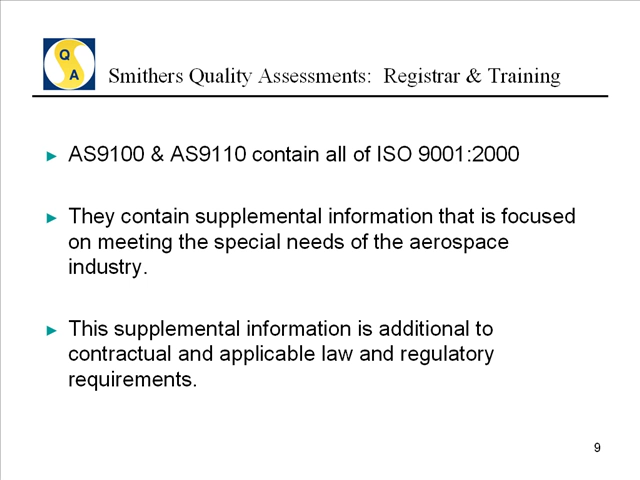 Q
A
Smithers Quality Assessments:  Registrar & Training
► AS9100 & AS9110 contain all of ISO 9001:2000
► They contain supplemental information that is focused
on meeting the special needs of the aerospace
industry.
► This supplemental information is additional to
contractual and applicable law and regulatory
requirements.
9